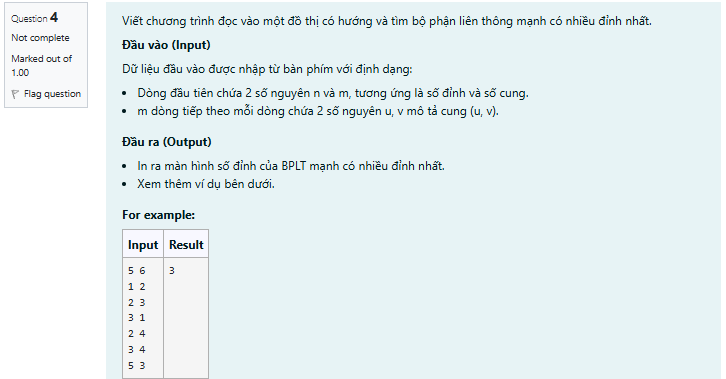 Question 4
Not complete
Marked out of
1.00
Flag question
Viết chương trình đọc vào một đồ thị có hướng và tìm bộ phận liên thông mạnh có nhiều đỉnh nhất.
Đầu vào (Input)
Dữ liệu đầu vào được nhập từ bàn phím với định dạng:
• Dòng đầu tiên chứa 2 số nguyên n và m, tương ứng là số đỉnh và số cung.
• m dòng tiếp theo mỗi dòng chứa 2 số nguyên u, v mô tả cung (u, v).
Đầu ra (Output)
• In ra màn hình số đỉnh của BPLT mạnh có nhiều đỉnh nhất.
• Xem thêm ví dụ bên dưới.
For example:
Input Result
5 6 3
1 2
2 3
3 1
2 4
3 4
5 3